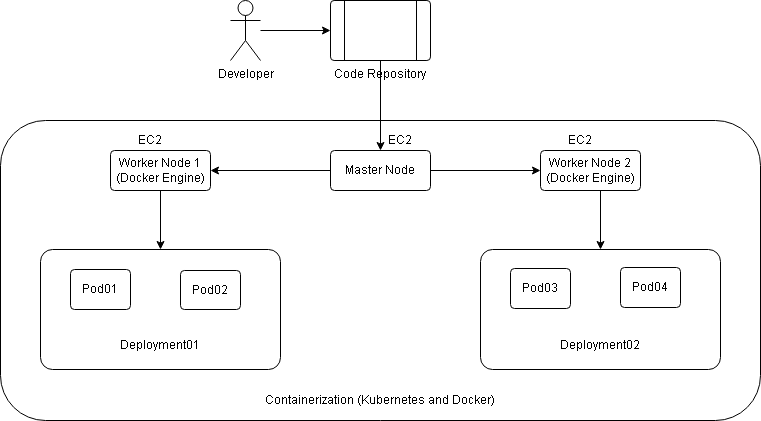 Developer
Code Repository
EC2
EC2
EC2
Worker Node 1
(Docker Engine)
Master Node
Worker Node 2
(Docker Engine)
Pod01
Pod02
Pod03
Pod04
Deployment01
Deployment02
Containerization (Kubernetes and Docker)